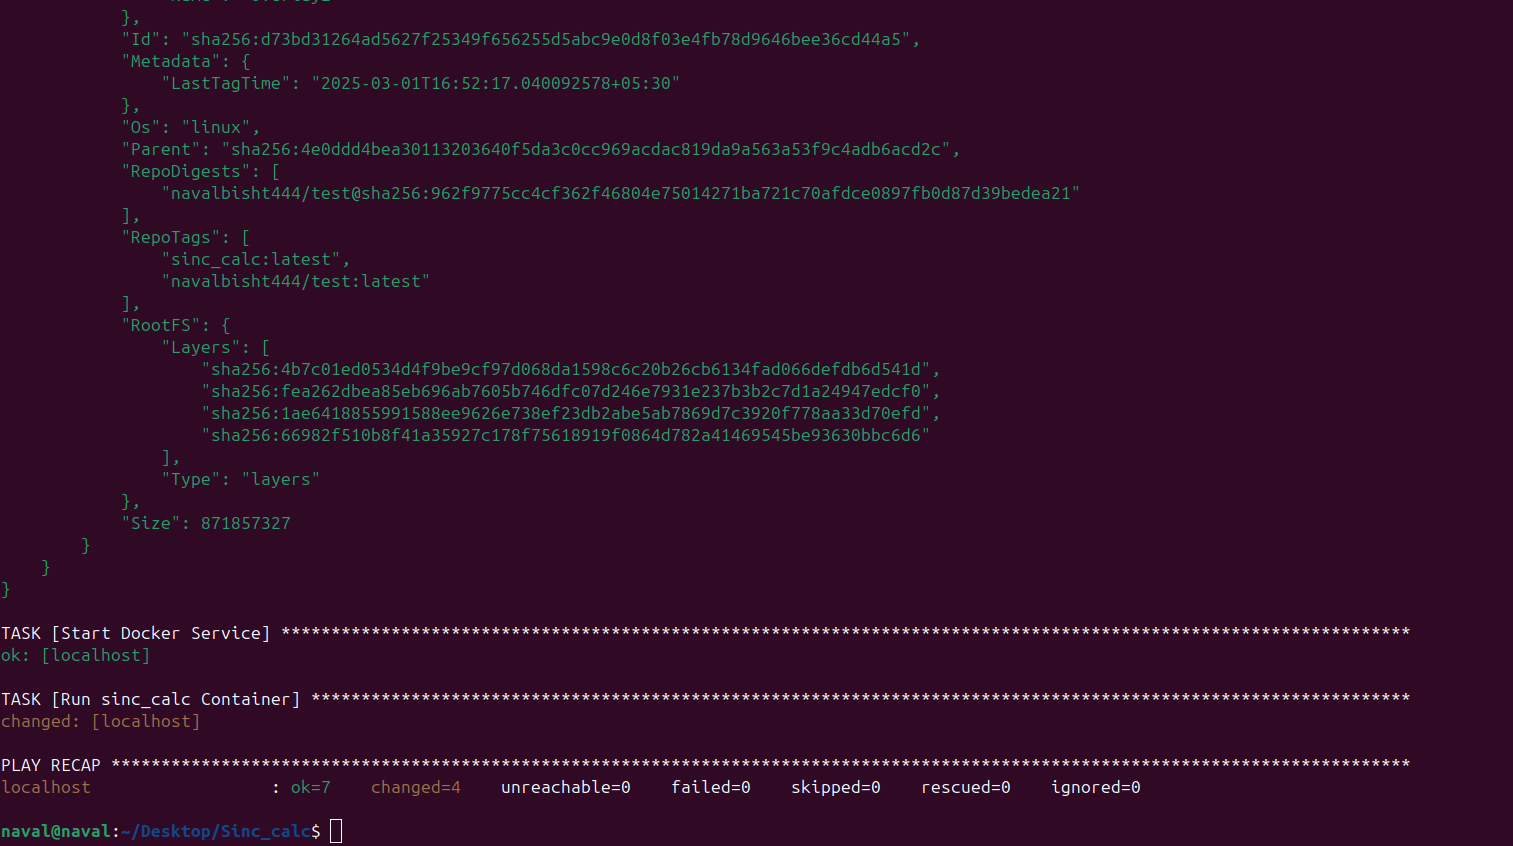 },
"Id": "sha256:d73bd31264ad5627f25349f656255d5abc9e0d8f03e4fb78d9646bee36cd44a5",
"Metadata": {
"LastTagTime": "2025-03-01T16:52:17.040092578+05:30"
},
"Os": "linux",
"Parent": "sha256:4e0ddd4bea30113203640f5da3c0cc969acdac819da9a563a53f9c4adb6acd2c",
"RepoDigests": [
"navalbisht444/test@sha256:962f9775cc4cf362f46804e75014271ba721c70afdce0897fb0d87d39bedea21"
],
"RepoTags": [
"sinc_calc:latest",
"navalbisht444/test:latest"
],
"RootFS": {
"Layers": [
"sha256:4b7c01ed0534d4f9be9cf97d068da1598c6c20b26cb6134fad066defdb6d541d",
"sha256:fea262dbea85eb696ab7605b746dfc07d246e7931e237b3b2c7d1a24947edcf0",
"sha256:1ae6418855991588ee9626e738ef23db2abe5ab7869d7c3920f778aa33d70efd",
"sha256:66982f510b8f41a35927c178f75618919f0864d782a41469545be93630bbc6d6"
],
"Type": "layers"
},
"Size": 871857327
}
}
}
TASK [Start Docker Service] *****************************************************************************************************************
ok: [localhost]
TASK [Run sinc_calc Container] **************************************************************************************************************
changed: [localhost]
PLAY RECAP **********************************************************************************************************************************
localhost : ok=7 changed=4 unreachable=0 failed=0 skipped=0 rescued=0 ignored=0
naval@naval:~/Desktop/Sinc_calc$